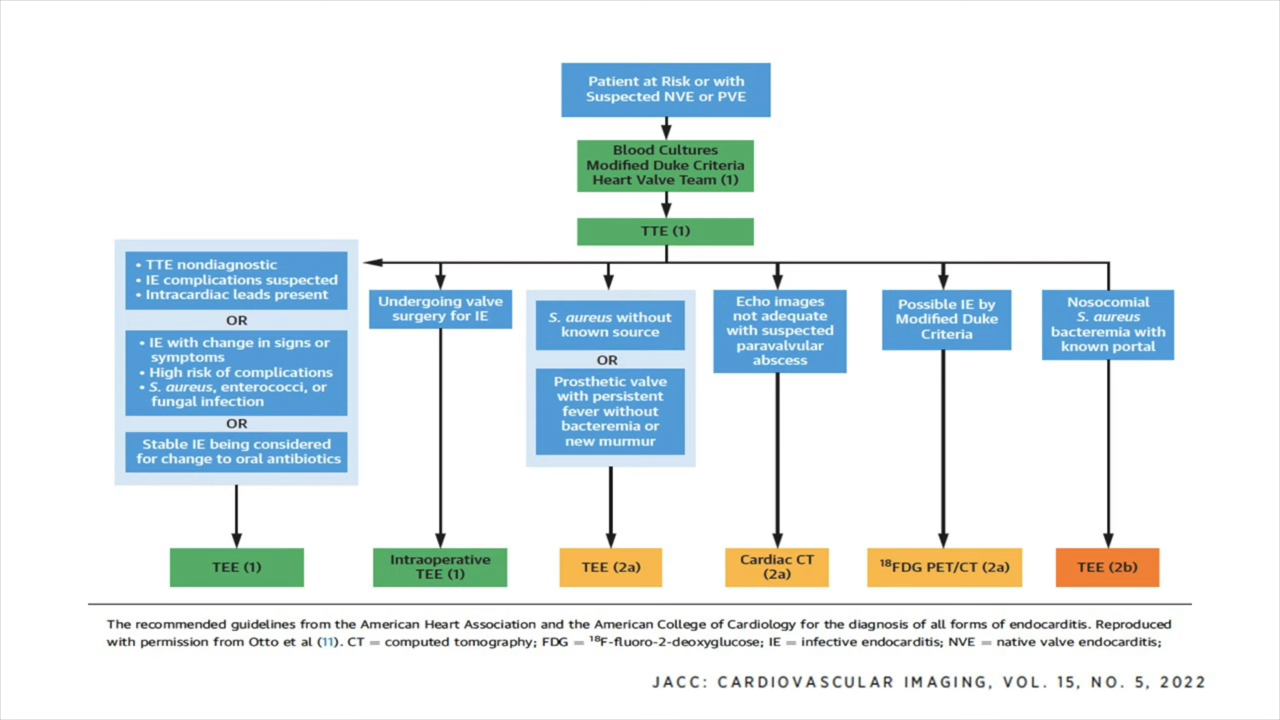 Patient at Risk or with
Suspected NVE or PVE
Blood Cultures
Modified Duke Criteria
Heart Valve Team (1)
TTE (1)
• TTE nondiagnostic
• IE complications suspected
• Intracardiac leads present
OR
• IE with change in signs or
symptoms
• High risk of complications
• S. aureus, enterococci, or
fungal infection
OR
Stable IE being considered
for change to oral antibiotics
TEE (1)
Undergoing valve
surgery for IE
Intraoperative
TEE (1)
S. aureus without
known source
OR
Prosthetic valve
with persistent
fever without
bacteremia or
new murmur
TEE (2a)
Echo images
not adequate
with suspected
paravalvular
abscess
Cardiac CT
(2a)
Possible IE by
Modified Duke
Criteria
¹⁸FDG PET/CT (2a)
Nosocomial
S. aureus
bacteremia with
known portal
TEE (2b)
The recommended guidelines from the American Heart Association and the American College of Cardiology for the diagnosis of all forms of endocarditis. Reproduced
with permission from Otto et al (11). CT = computed tomography; FDG = ¹⁸F-fluoro-2-deoxyglucose; IE = infective endocarditis; NVE = native valve endocarditis;
JACC: CARDIOVASCULAR IMAGING, VOL. 15, NO. 5, 2022